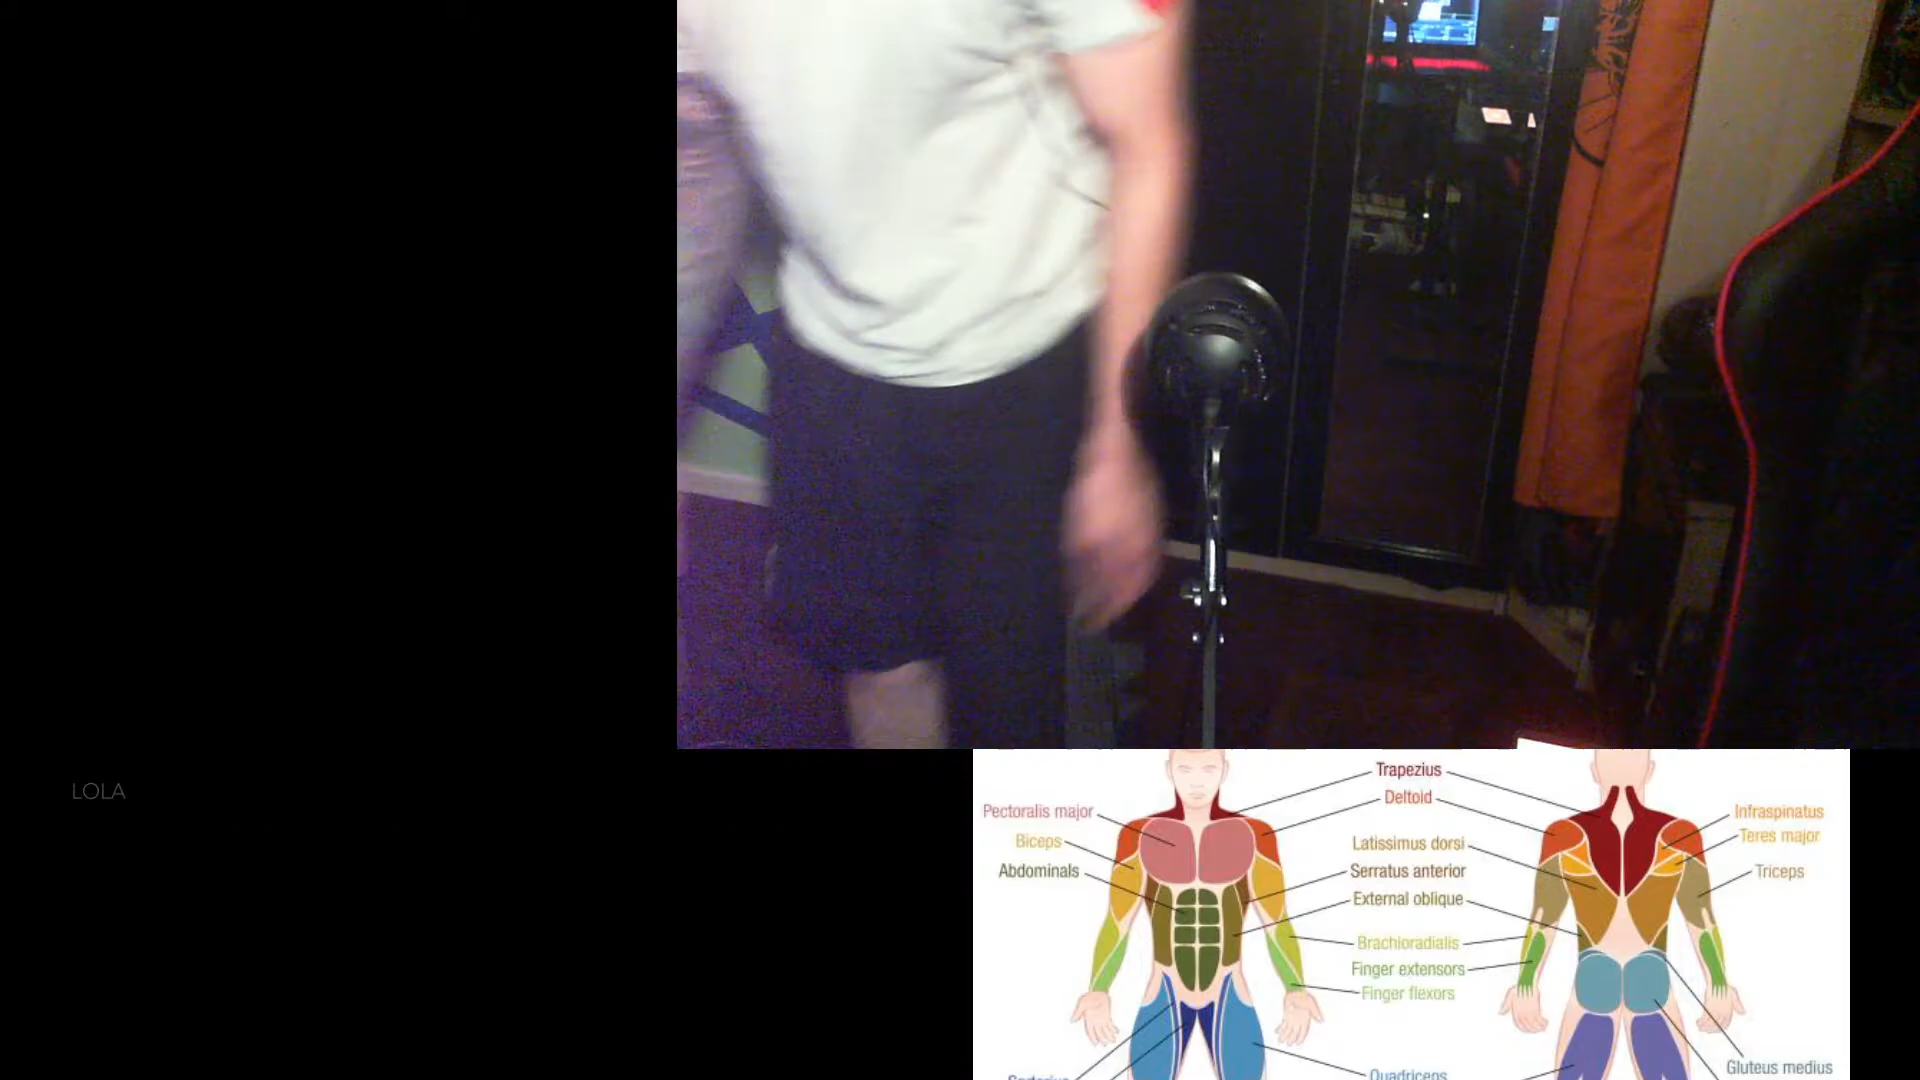 LOLA
Trapezius
Deltoid
Pectoralis major
Infraspinatus
Biceps
Teres major
Latissimus dorsi
Abdominals
Serratus anterior
Triceps
External oblique
Brachioradialis
Finger extensors
Finger flexors
Gluteus medius
Quadriceps